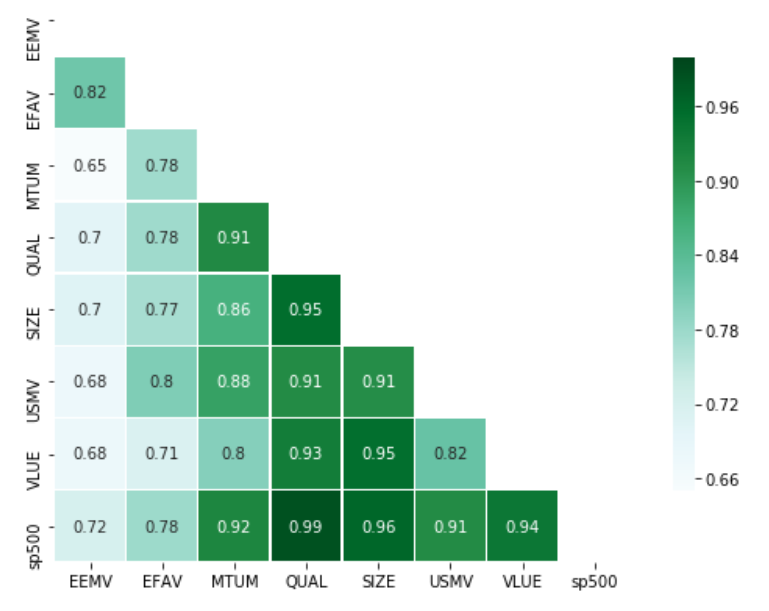 EEMV
EFAV 0.82
MTUM 0.65 0.78
QUAL 0.7 0.78 0.91
SIZE 0.7 0.77 0.86 0.95
USMV 0.68 0.8 0.88 0.91 0.91
VLUE 0.68 0.71 0.8 0.93 0.95 0.82
sp500 0.72 0.78 0.92 0.99 0.96 0.91 0.94
EEMV EFAV MTUM QUAL SIZE USMV VLUE sp500
0.96
0.90
0.84
0.78
0.72
0.66